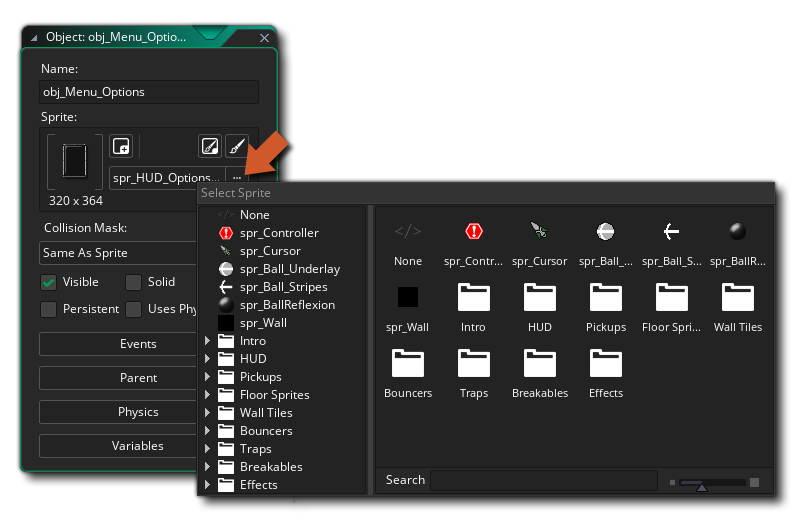 Object: obj_Menu_Optio...
Name:
obj_Menu_Options
Sprite:
spr_HUD_Options...
...
320 x 364
Collision Mask:
Same As Sprite
Visible
Solid
Persistent
Uses Phy
Events
Parent
Physics
Variables
Select Sprite
</> None
spr_Controller
spr_Cursor
spr_Ball_Underlay
spr_Ball_Stripes
spr_BallReflexion
spr_Wall
Intro
HUD
Pickups
Floor Sprites
Wall Tiles
Bouncers
Traps
Breakables
Effects
</>
None spr_Contr... spr_Cursor spr_Ball_... spr_Ball_S... spr_BallR...
spr_Wall Intro HUD Pickups Floor Spri... Wall Tiles
Bouncers Traps Breakables Effects
Search